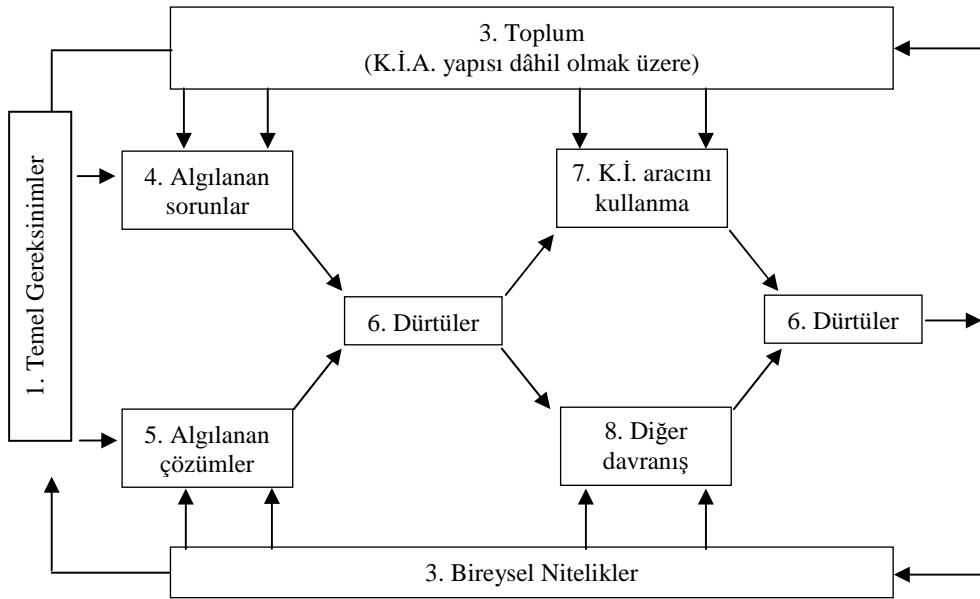 3. Toplum
(K.İ.A. yapısı dâhil olmak üzere)
1. Temel Gereksinimler
4. Algılanan
sorunlar
7. K.İ. aracını
kullanma
6. Dürtüler
6. Dürtüler
5. Algılanan
çözümler
8. Diğer
davranış
3. Bireysel Nitelikler